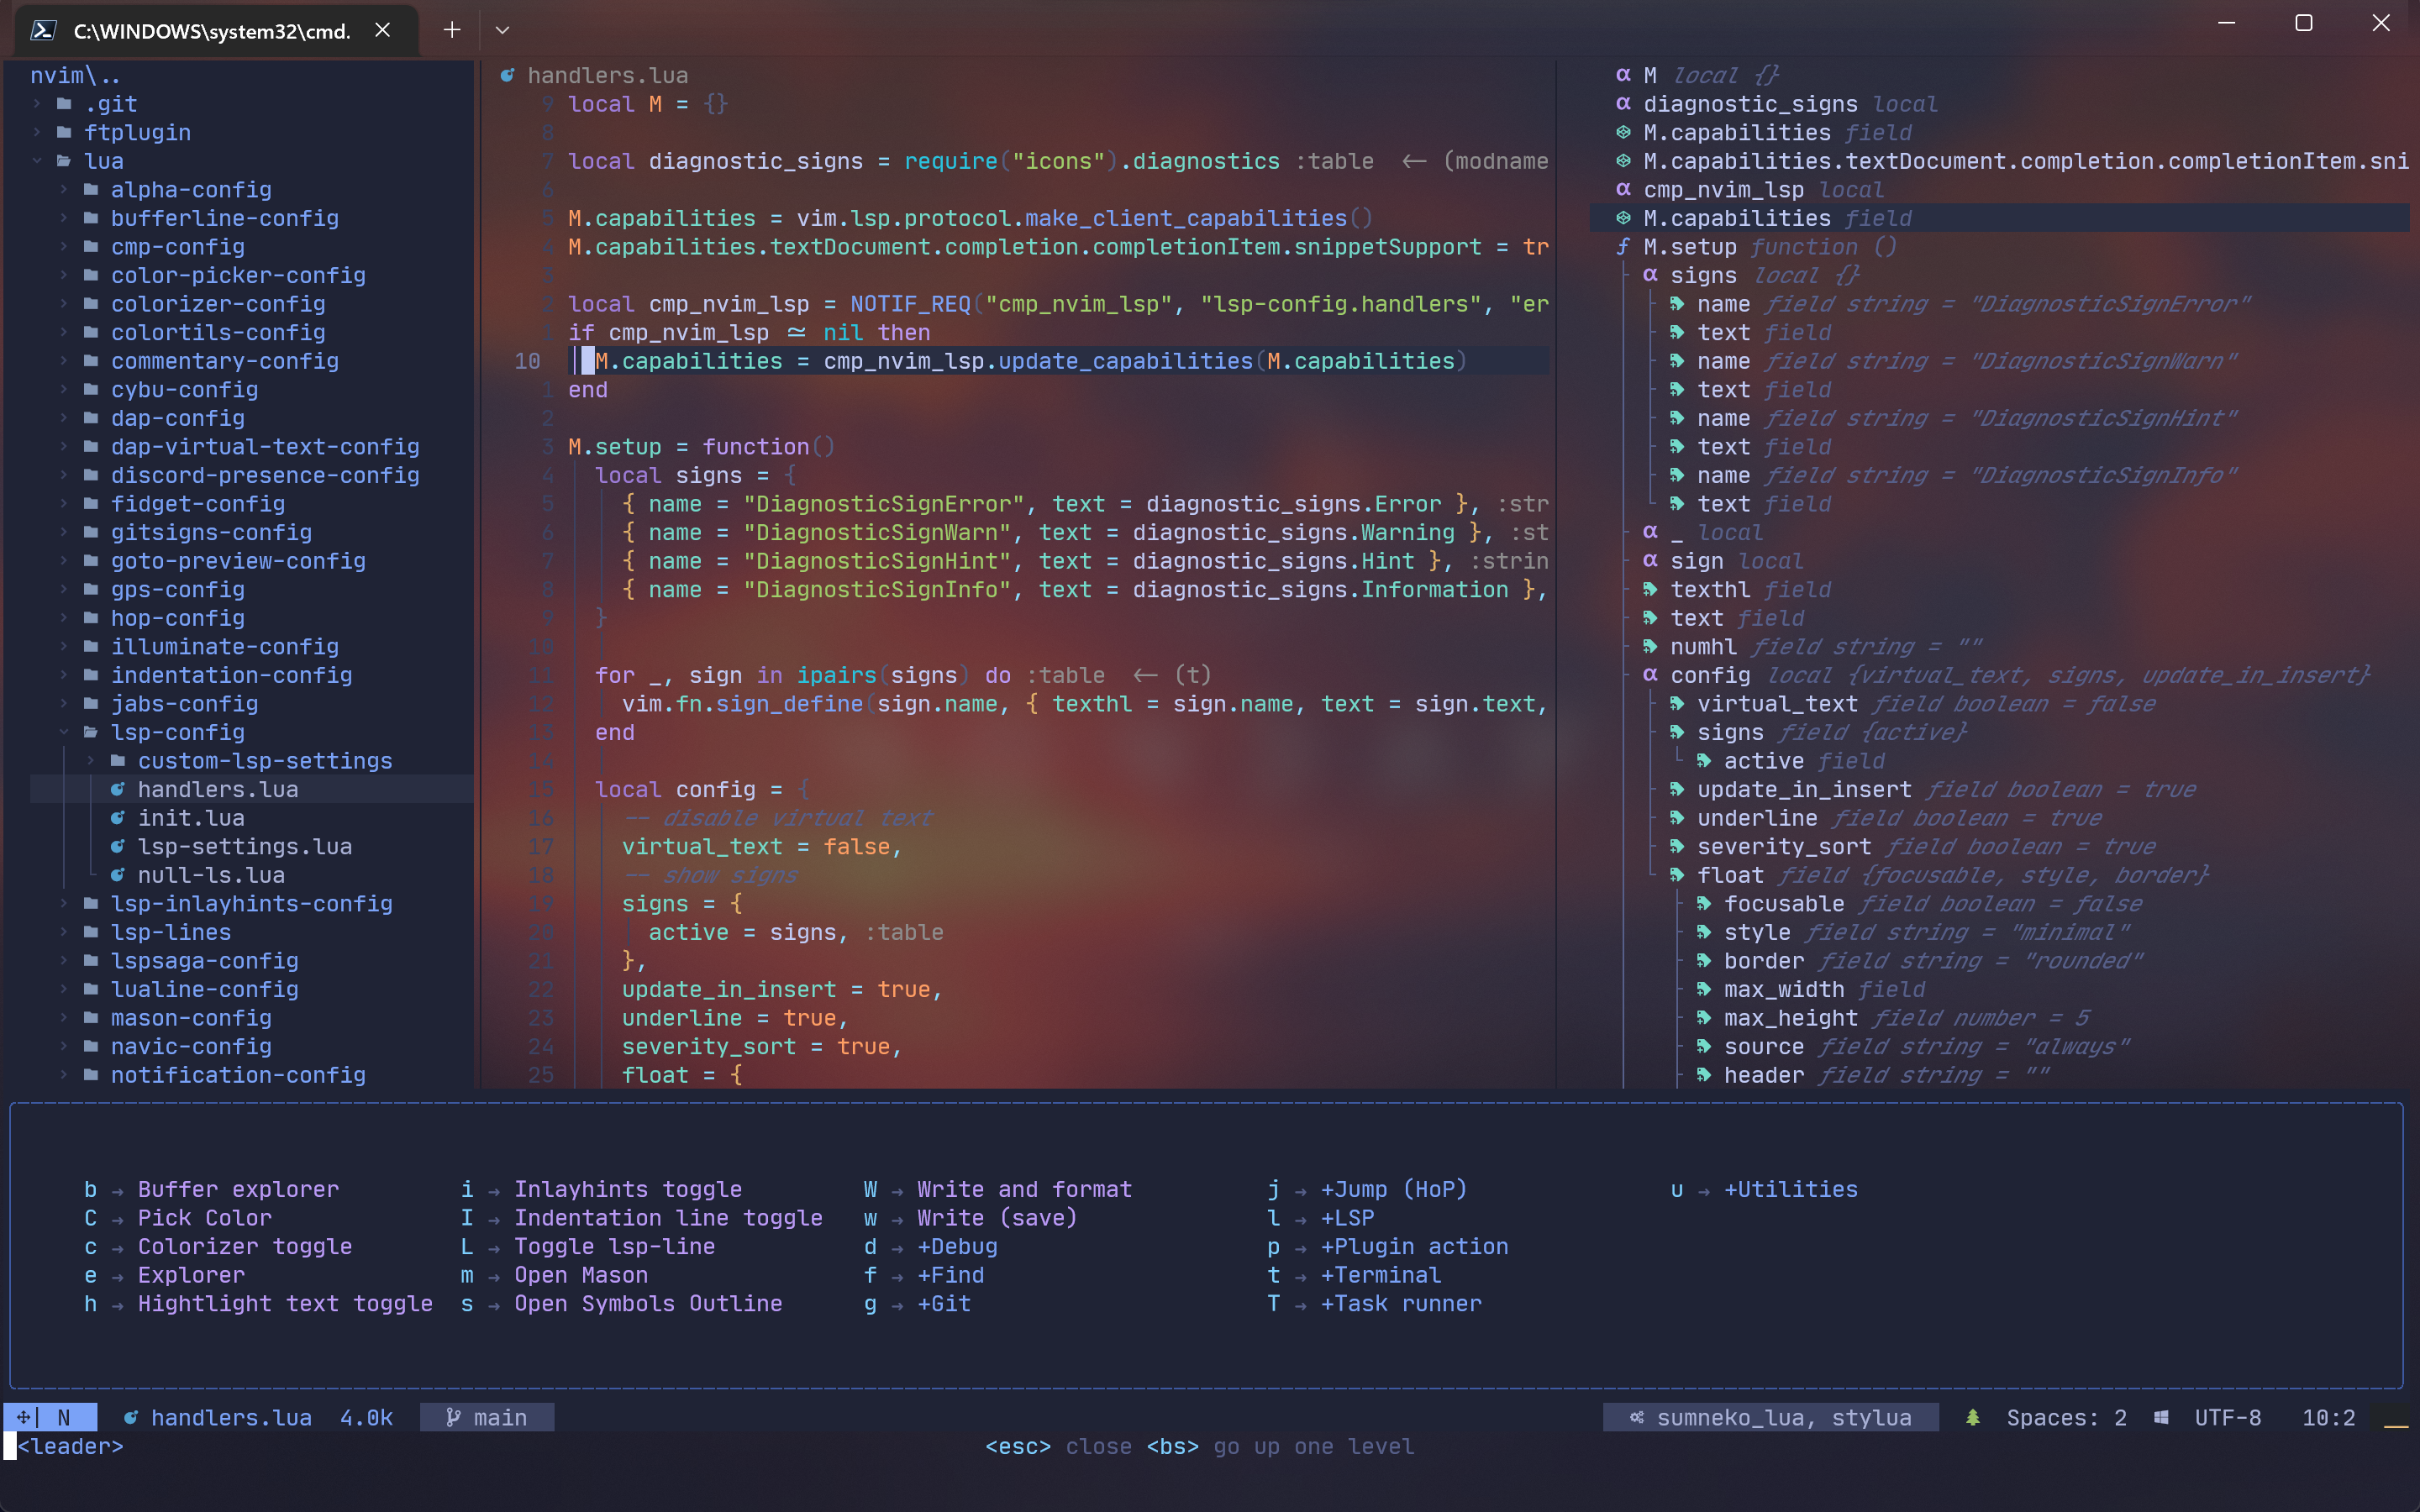 C:\WINDOWS\system32\cmd.
nvim\..
.git
ftplugin
lua
alpha-config
bufferline-config
cmp-config
color-picker-config
colorizer-config
colortils-config
commentary-config
cybu-config
dap-config
dap-virtual-text-config
discord-presence-config
fidget-config
gitsigns-config
goto-preview-config
gps-config
hop-config
illuminate-config
indentation-config
jabs-config
lsp-config
custom-lsp-settings
handlers.lua
init.lua
lsp-settings.lua
null-ls.lua
lsp-inlayhints-config
lsp-lines
lspsaga-config
lualine-config
mason-config
navic-config
notification-config
handlers.lua
9 local M = {}
8
7 local diagnostic_signs = require("icons").diagnostics :table <- (modname
6
5 M.capabilities = vim.lsp.protocol.make_client_capabilities()
4 M.capabilities.textDocument.completion.completionItem.snippetSupport = tr
3
2 local cmp_nvim_lsp = NOTIF_REQ("cmp_nvim_lsp", "lsp-config.handlers", "er
1 if cmp_nvim_lsp ≃ nil then
10 M.capabilities = cmp_nvim_lsp.update_capabilities(M.capabilities)
1 end
2
3 M.setup = function()
4 local signs = {
5 { name = "DiagnosticSignError", text = diagnostic_signs.Error }, :str
6 { name = "DiagnosticSignWarn", text = diagnostic_signs.Warning }, :st
7 { name = "DiagnosticSignHint", text = diagnostic_signs.Hint }, :strin
8 { name = "DiagnosticSignInfo", text = diagnostic_signs.Information },
9 }
10
11 for _, sign in ipairs(signs) do :table <- (t)
12 vim.fn.sign_define(sign.name, { texthl = sign.name, text = sign.text,
13 end
14
15 local config = {
16 -- disable virtual text
17 virtual_text = false,
18 -- show signs
19 signs = {
20 active = signs, :table
21 },
22 update_in_insert = true,
23 underline = true,
24 severity_sort = true,
25 float = {
α M local {}
α diagnostic_signs local
M.capabilities field
M.capabilities.textDocument.completion.completionItem.sni
α cmp_nvim_lsp local
M.capabilities field
ƒ M.setup function ()
α signs local {}
name field string = "DiagnosticSignError"
text field
name field string = "DiagnosticSignWarn"
text field
name field string = "DiagnosticSignHint"
text field
name field string = "DiagnosticSignInfo"
text field
α _ local
α sign local
texthl field
text field
numhl field string = ""
α config local {virtual_text, signs, update_in_insert}
virtual_text field boolean = false
signs field {active}
active field
update_in_insert field boolean = true
underline field boolean = true
severity_sort field boolean = true
float field {focusable, style, border}
focusable field boolean = false
style field string = "minimal"
border field string = "rounded"
max_width field
max_height field number = 5
source field string = "always"
header field string = ""
b → Buffer explorer i → Inlayhints toggle W → Write and format j → +Jump (HoP) u → +Utilities
C → Pick Color I → Indentation line toggle w → Write (save) l → +LSP
c → Colorizer toggle L → Toggle lsp-line d → +Debug p → +Plugin action
e → Explorer m → Open Mason f → +Find t → +Terminal
h → Hightlight text toggle s → Open Symbols Outline g → +Git T → +Task runner
N handlers.lua 4.0k main sumneko_lua, stylua Spaces: 2 UTF-8 10:2
<leader> <esc> close <bs> go up one level